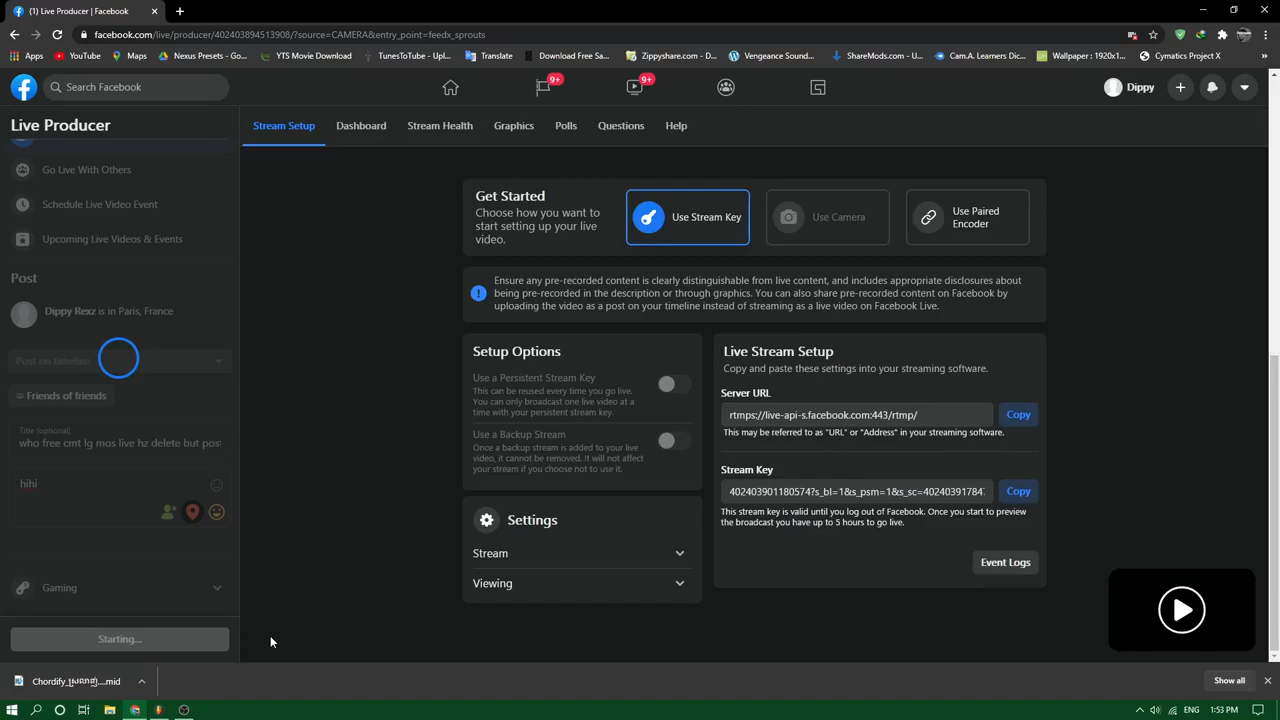 (1) Live Producer | Facebook
facebook.com/live/producer/402403894513908/?source=CAMERA&entry_point=feedx_sprouts
Apps
YouTube
Maps
Nexus Presets - Go...
YTS Movie Download
TunesToTube - Upl...
Translate
Download Free Sa...
Zippyshare.com - D...
Vengeance Sound...
ShareMods.com - U...
Cam.A. Learners Dic...
Wallpaper : 1920x1...
Cymatics Project X
Search Facebook
9+
9+
Dippy
Live Producer
Stream Setup
Dashboard
Stream Health
Graphics
Polls
Questions
Help
Go Live With Others
Schedule Live Video Event
Upcoming Live Videos & Events
Post
Dippy Rexz is in Paris, France
Post on timeline
Friends of friends
Title (optional)
who free cmt lg mos live hz delete but post
hihi
Gaming
Starting...
Get Started
Choose how you want
to start setting up your live
video.
Use Stream Key
Use Camera
Use Paired
Encoder
Ensure any pre-recorded content is clearly distinguishable from live content, and includes appropriate disclosures about
being pre-recorded in the description or through graphics. You can also share pre-recorded content on Facebook by
uploading the video as a post on your timeline instead of streaming as a live video on Facebook Live.
Setup Options
Use a Persistent Stream Key
This can be reused every time you go live.
You can only broadcast one live video at a
time with your persistent stream key.
Use a Backup Stream
Once a backup stream is added to your live
video, it cannot be removed. It will not affect
your stream if you choose not to use it.
Settings
Stream
Viewing
Live Stream Setup
Copy and paste these settings into your streaming software.
Server URL
rtmps://live-api-s.facebook.com:443/rtmp/
Copy
This may be referred to as "URL" or "Address" in your streaming software.
Stream Key
402403901180574?s_bl=1&s_psm=1&s_sc=40240391784
Copy
This stream key is valid until you log out of Facebook. Once you start to preview
the broadcast you have up to 5 hours to go live.
Event Logs
Show all
ENG
1:53 PM